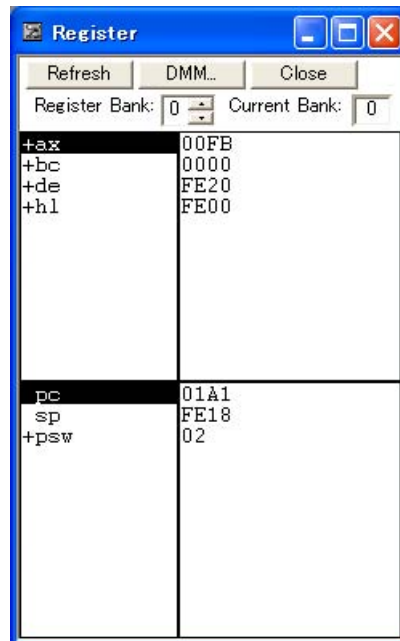 Register
Refresh DMM... Close
Register Bank: 0 Current Bank: 0
+ax 00FB
+bc 0000
+de FE20
+hl FE00
pc 01A1
sp FE18
+psw 02